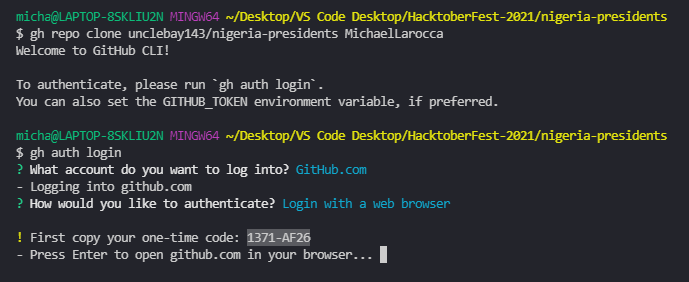 micha@LAPTOP-8SKLIU2N MINGW64 ~/Desktop/VS Code Desktop/HacktoberFest-2021/nigeria-presidents
$ gh repo clone unclebay143/nigeria-presidents MichaelLarocca
Welcome to GitHub CLI!
To authenticate, please run `gh auth login`.
You can also set the GITHUB_TOKEN environment variable, if preferred.
micha@LAPTOP-8SKLIU2N MINGW64 ~/Desktop/VS Code Desktop/HacktoberFest-2021/nigeria-presidents
$ gh auth login
? What account do you want to log into? GitHub.com
- Logging into github.com
? How would you like to authenticate? Login with a web browser
! First copy your one-time code: 1371-AF26
- Press Enter to open github.com in your browser...